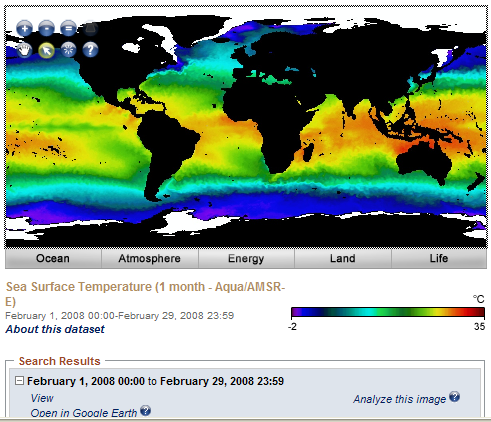 + - =
?
Ocean Atmosphere Energy Land Life
Sea Surface Temperature (1 month - Aqua/AMSR-
E)
°C
February 1, 2008 00:00-February 29, 2008 23:59
About this dataset
-2 35
Search Results
February 1, 2008 00:00 to February 29, 2008 23:59
View
Analyze this image ?
Open in Google Earth ?